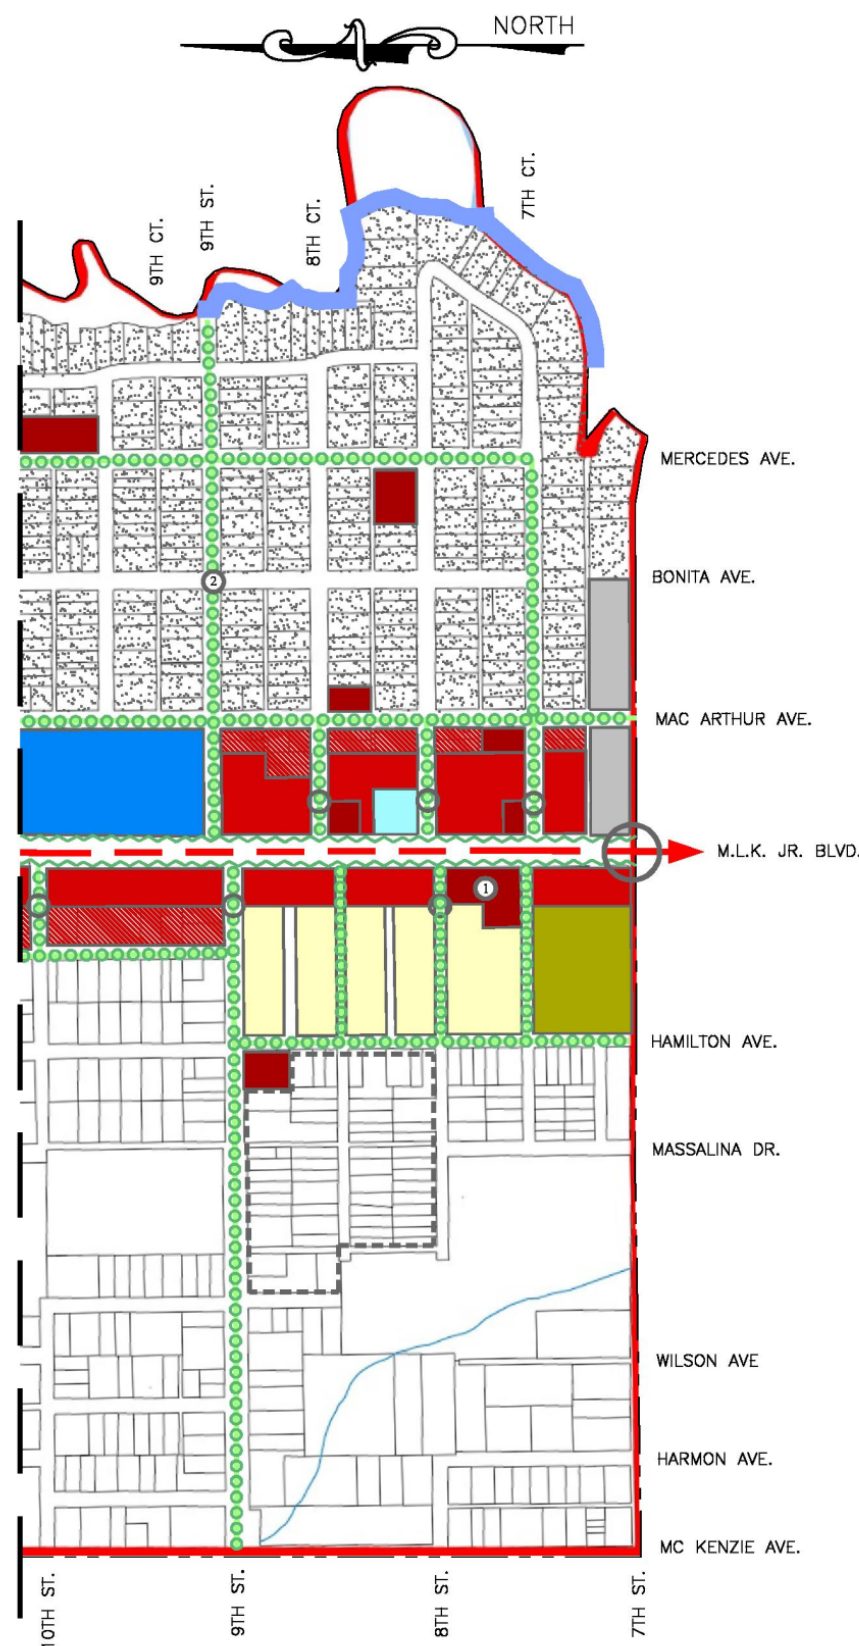 NORTH
9TH CT.
9TH ST.
8TH CT.
7TH CT.
MERCEDES AVE.
BONITA AVE.
2
MAC ARTHUR AVE.
M.L.K. JR. BLVD.
1
HAMILTON AVE.
MASSALINA DR.
WILSON AVE
HARMON AVE.
MC KENZIE AVE.
10TH ST.
9TH ST.
8TH ST.
7TH ST.